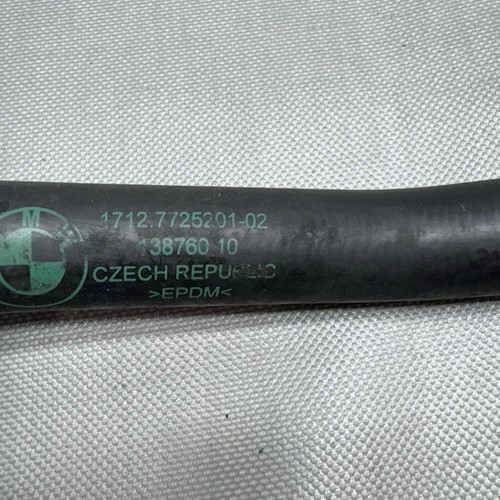 M
1712.7725201-02
138760 10
CZECH REPUBLIC
>EPDM<